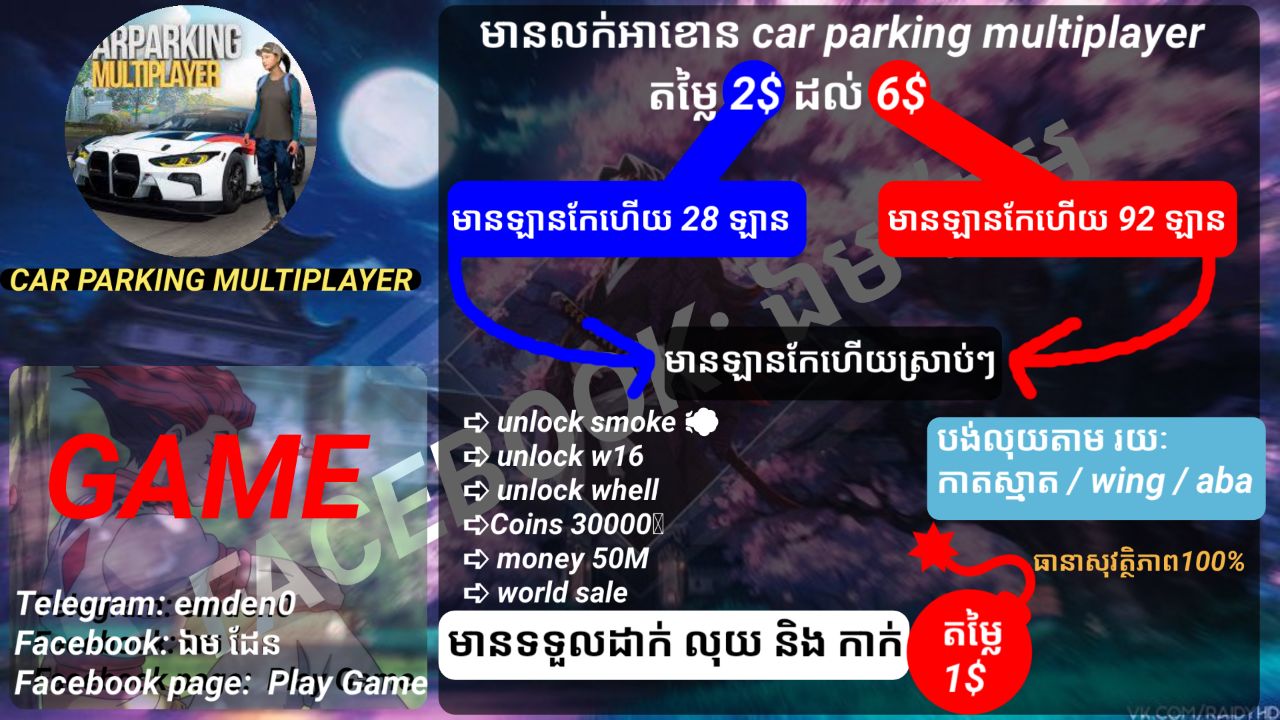 CARPARKING
MULTIPLAYER
CAR PARKING MULTIPLAYER
GAME
Telegram: emden0
Facebook: ឯម ដែន
Facebook page: Play Game
មានលក់អាខោន car parking multiplayer
តម្លៃ 2$ ដល់ 6$
មានឡានកែហើយ 28 ឡាន
មានឡានកែហើយ 92 ឡាន
មានឡានកែហើយស្រាប់ៗ
➪ unlock smoke
➪ unlock w16
➪ unlock whell
➪Coins 30000
➪ money 50M
➪ world sale
បង់លុយតាម រយៈ
កាតស្មាត / wing / aba
ធានាសុវត្ថិភាព100%
មានទទួលដាក់ លុយ និង កាក់
តម្លៃ
1$
VK.COM/RAIDYHD